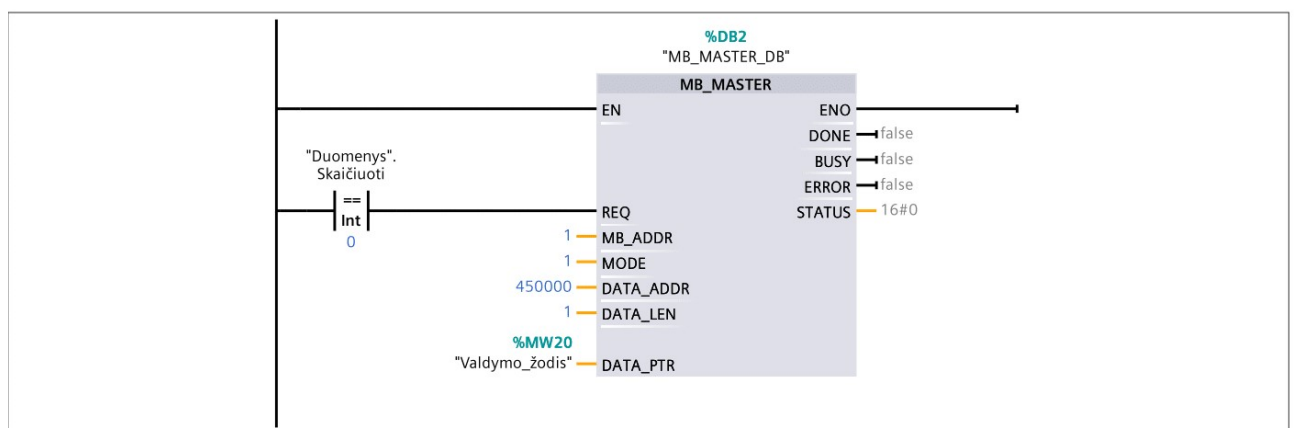 %DB2
"MB_MASTER_DB"
MB_MASTER
EN ENO
DONE false
"Duomenys".
Skaičiuoti
BUSY false
ERROR false
==
Int
0
REQ STATUS 16#0
1 MB_ADDR
1 MODE
450000 DATA_ADDR
1 DATA_LEN
%MW20
"Valdymo_žodis" DATA_PTR